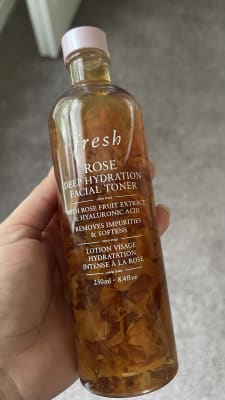 fresh
ROSE
DEEP HYDRATION
FACIAL TONER
WITH ROSE FRUIT EXTRACT
& HYALURONIC ACID
REMOVES IMPURITIES
& SOFTENS
LOTION VISAGE
HYDRATATION
INTENSE À LA ROSE
250ml - 8.4fl oz